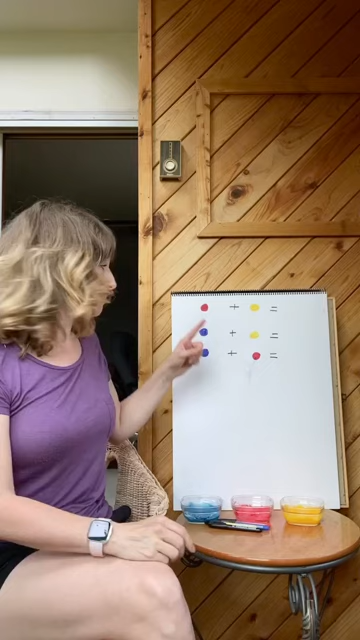 + =
+ =
+ =